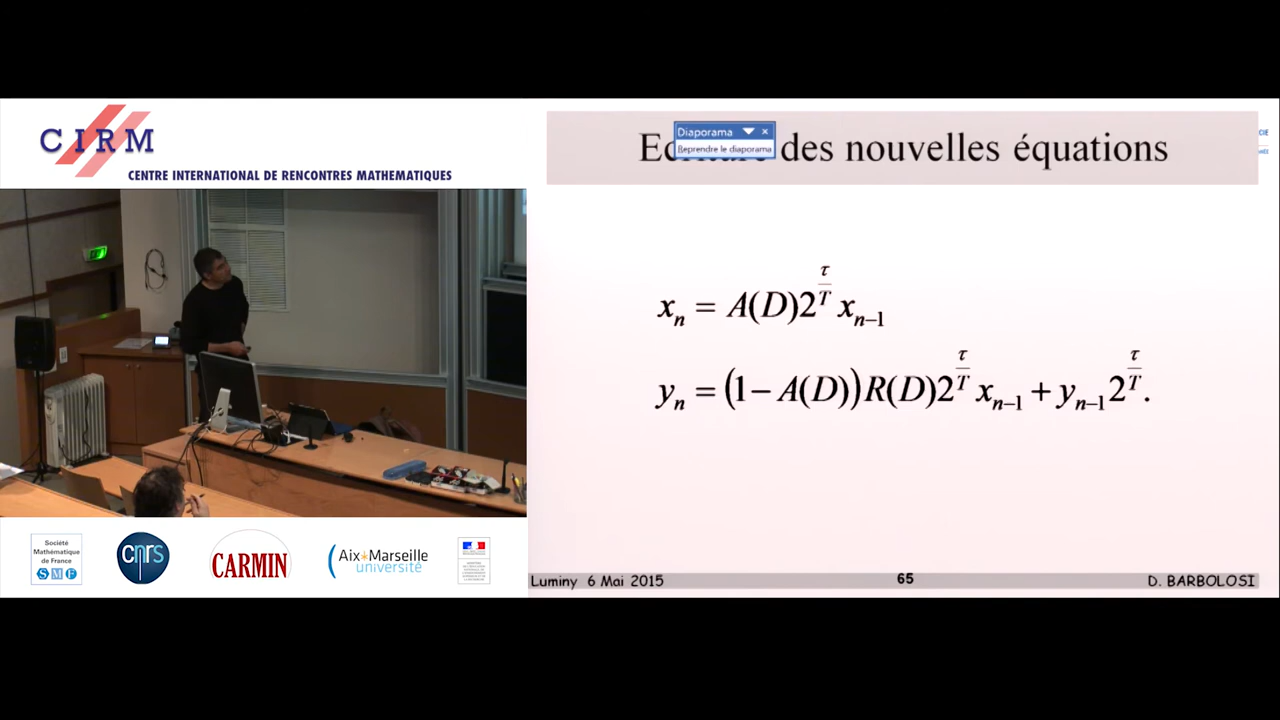 CIRM
CENTRE INTERNATIONAL DE RENCONTRES MATHEMATIQUES
Diaporama
Reprendre le diaporama
des nouvelles équations
x_n = A(D)2^{τ/T} x_{n-1}
y_n = (1 − A(D))R(D)2^{τ/T} x_{n-1} + y_{n-1} 2^{τ/T}.
Société
Mathématique
de France
SMF
cnrs
CARMIN
Aix*Marseille
université
Luminy 6 Mai 2015
65
D. BARBOLOSI